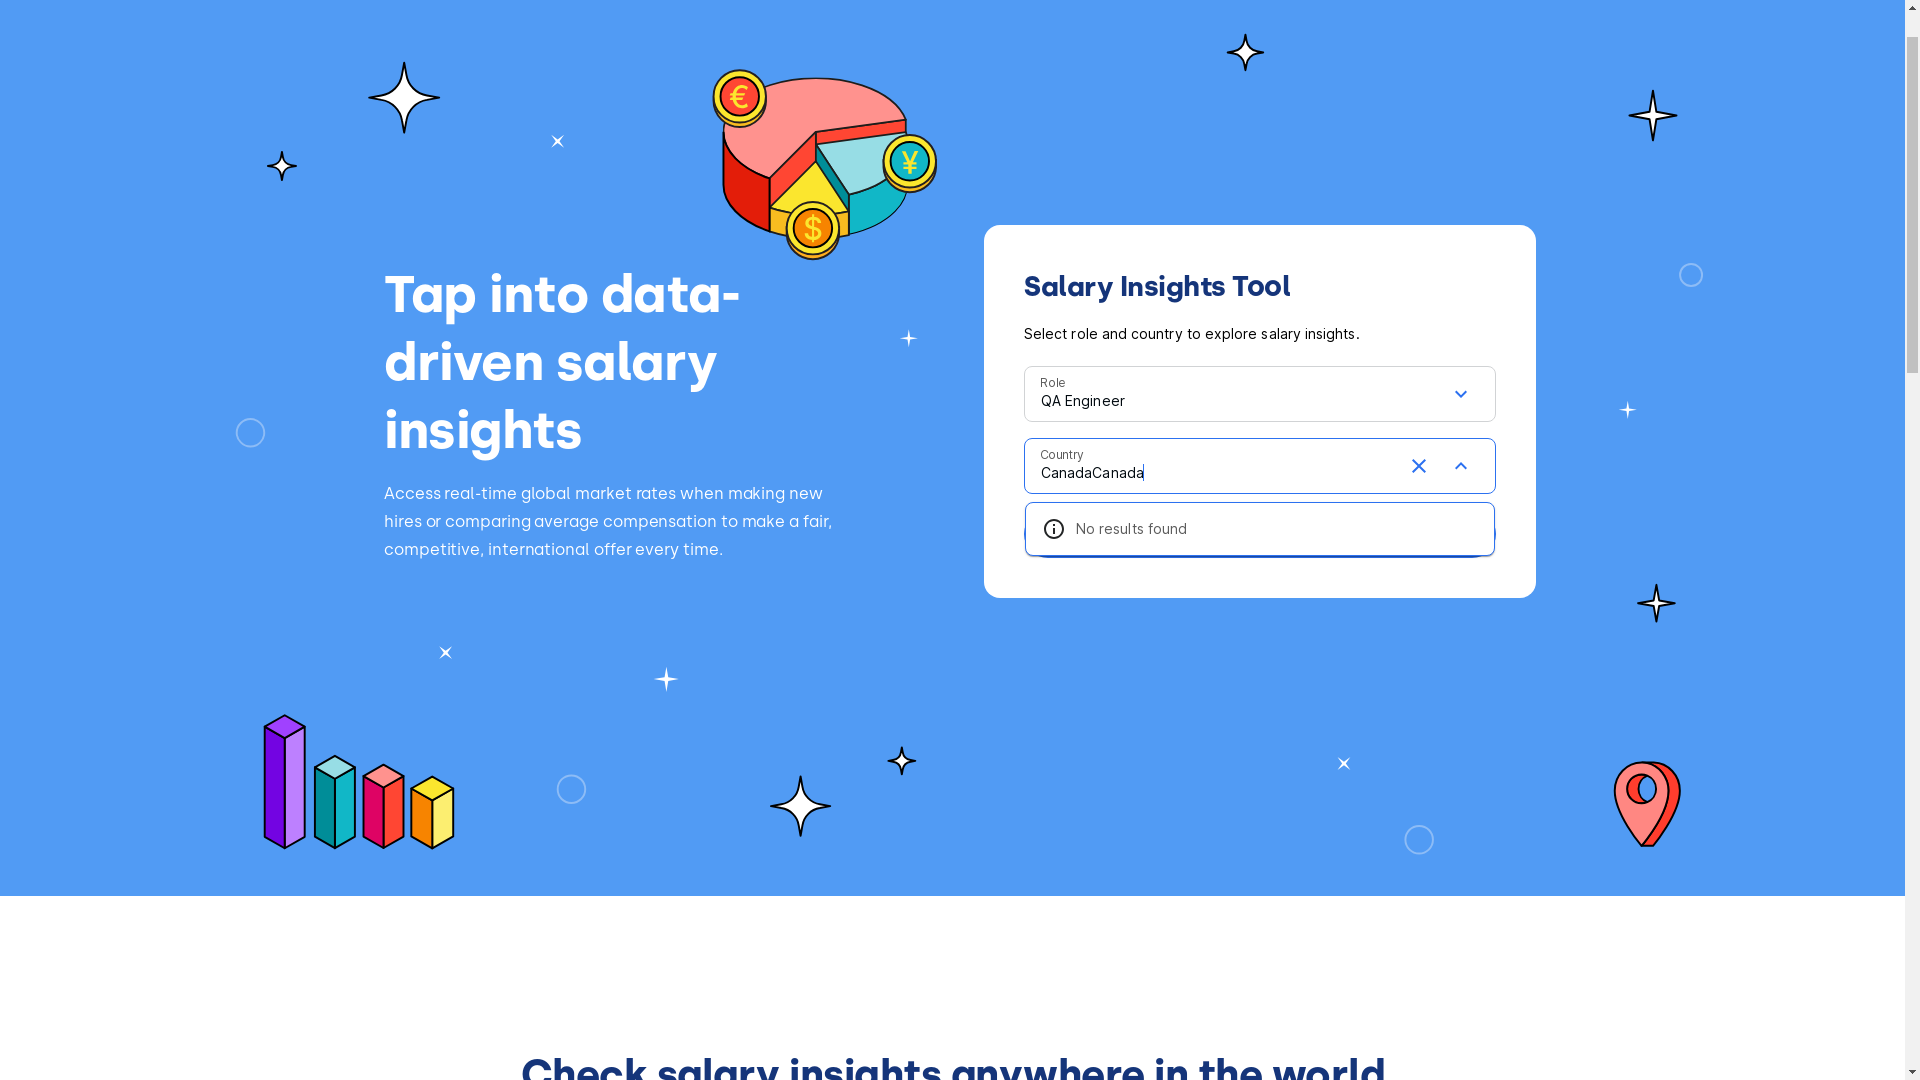 €
¥
$
Tap into data-
driven salary
insights
Access real-time global market rates when making new
hires or comparing average compensation to make a fair,
competitive, international offer every time.
Salary Insights Tool
Select role and country to explore salary insights.
Role
QA Engineer
Country
CanadaCanada
No results found
Check salary insights anywhere in the world